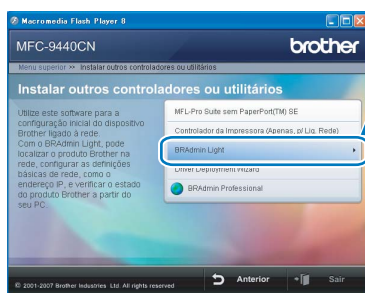 Macromedia Flash Player 8
MFC-9440CN
brother
Menu superior >> Instalar outros controladores ou utilitários
Instalar outros controladores ou utilitários
Utilize este software para a
configuração inicial do dispositivo
Brother ligado à rede.
Com o BRAdmin Light, pode
localizar o produto Brother na
rede, configurar as definições
básicas de rede, como o
endereço IP, e verificar o estado
do produto Brother a partir do
seu PC.
MFL-Pro Suite sem PaperPort(TM) SE
Controlador da Impressora (Apenas, p/ Lig. Rede)
BRAdmin Light
Driver Deployment Wizard
BRAdmin Professional
© 2001-2007 Brother Industries Ltd. All rights reserved
Anterior
Sair